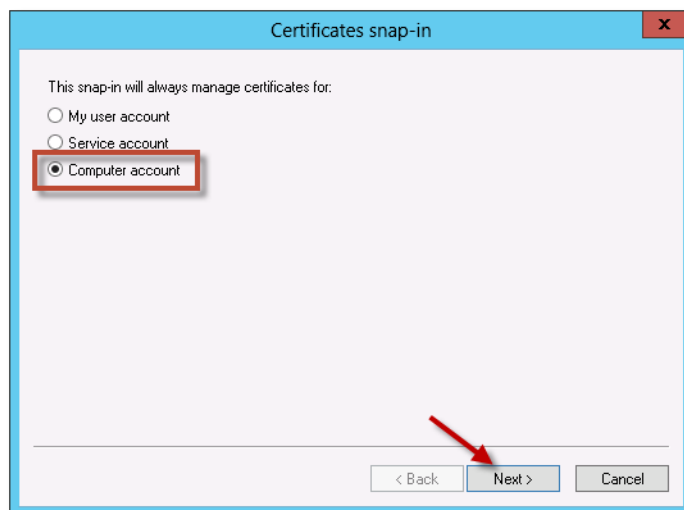 Certificates snap-in
x
This snap-in will always manage certificates for:
My user account
Service account
Computer account
< Back
Next >
Cancel